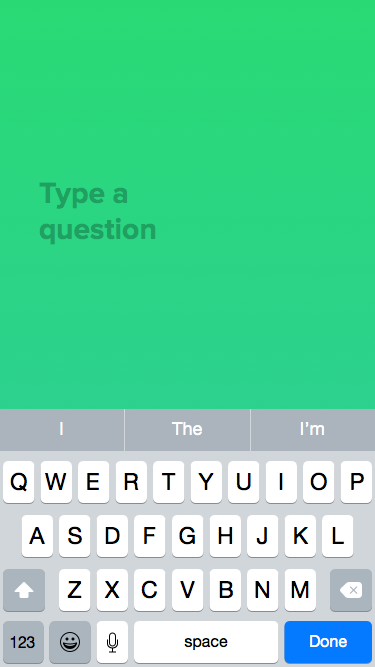 Type a
question
I The I'm
Q W E R T Y U I O P
A S D F G H J K L
Z X C V B N M
123 space Done